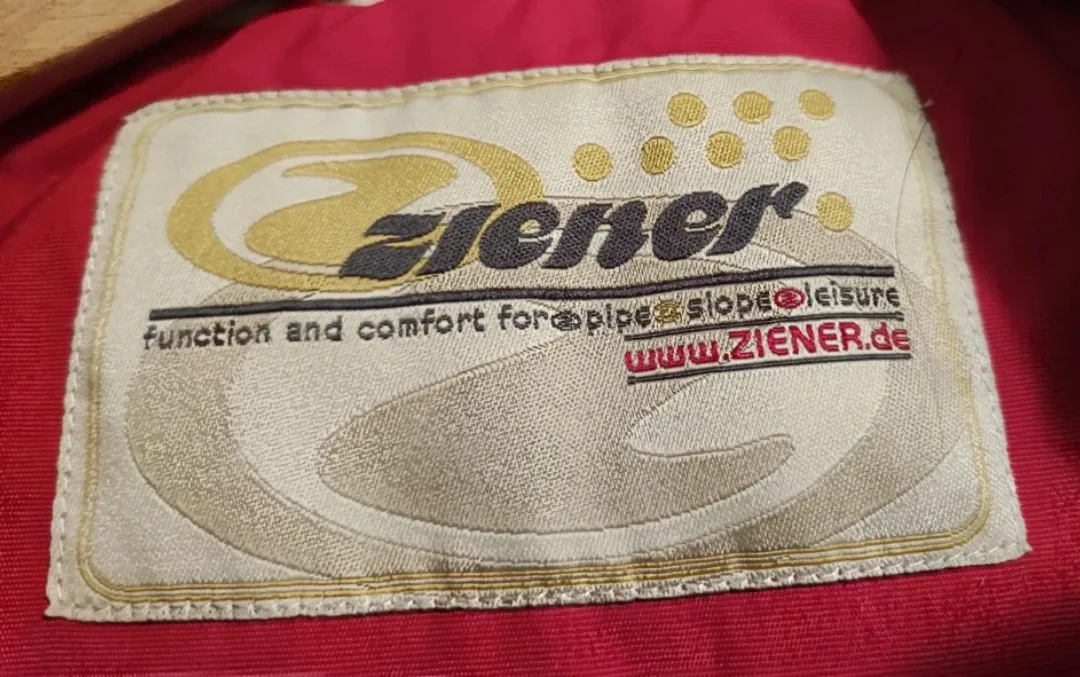 ziener
function and comfort for pipe slope leisure
www.ZIENER.de